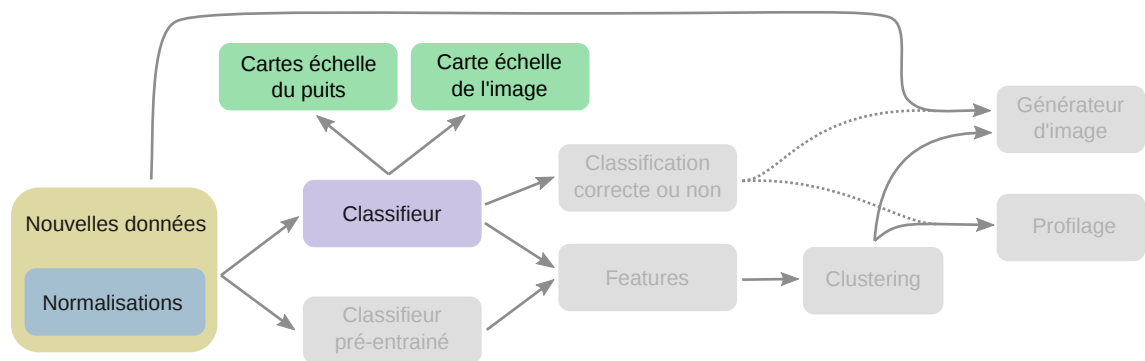 Cartes échelle
du puits
Carte échelle
de l'image
Générateur
d'image
Classification
correcte ou non
Nouvelles données
Classifieur
Profilage
Normalisations
Features
Clustering
Classifieur
pré-entrainé